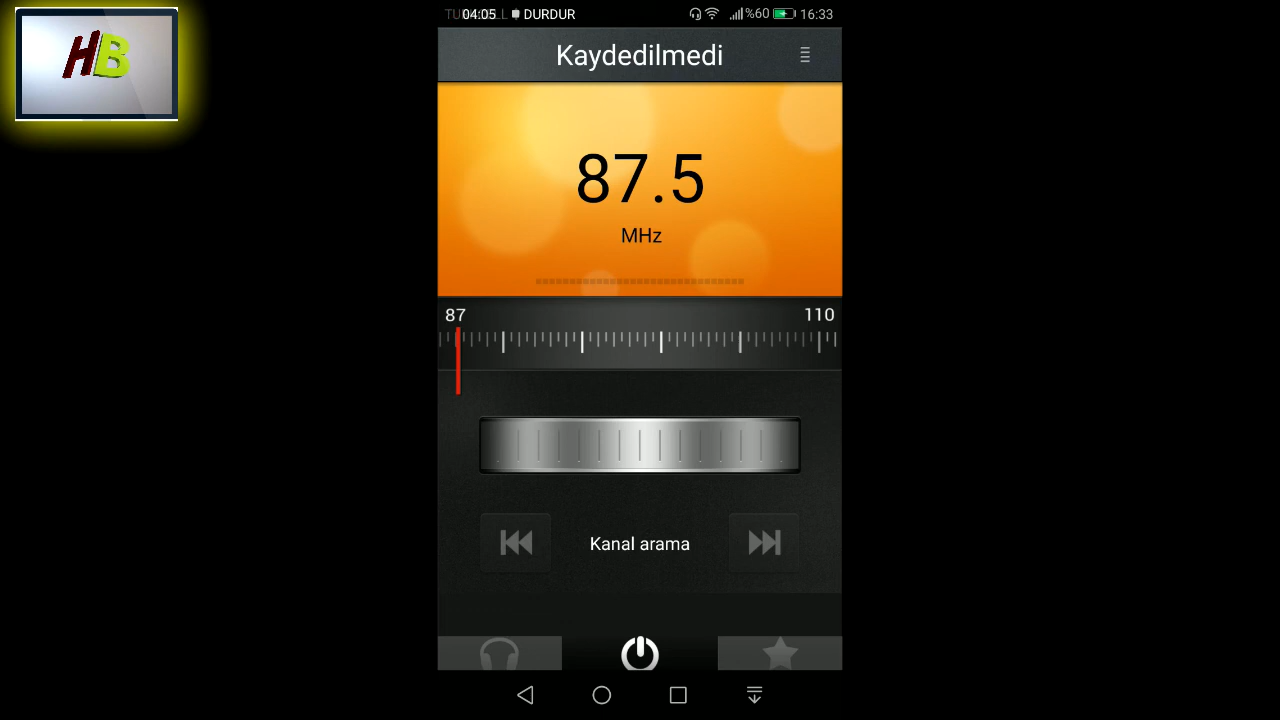 HB
04:05 DURDUR %60 16:33
Kaydedilmedi
87.5
MHz
87 110
Kanal arama